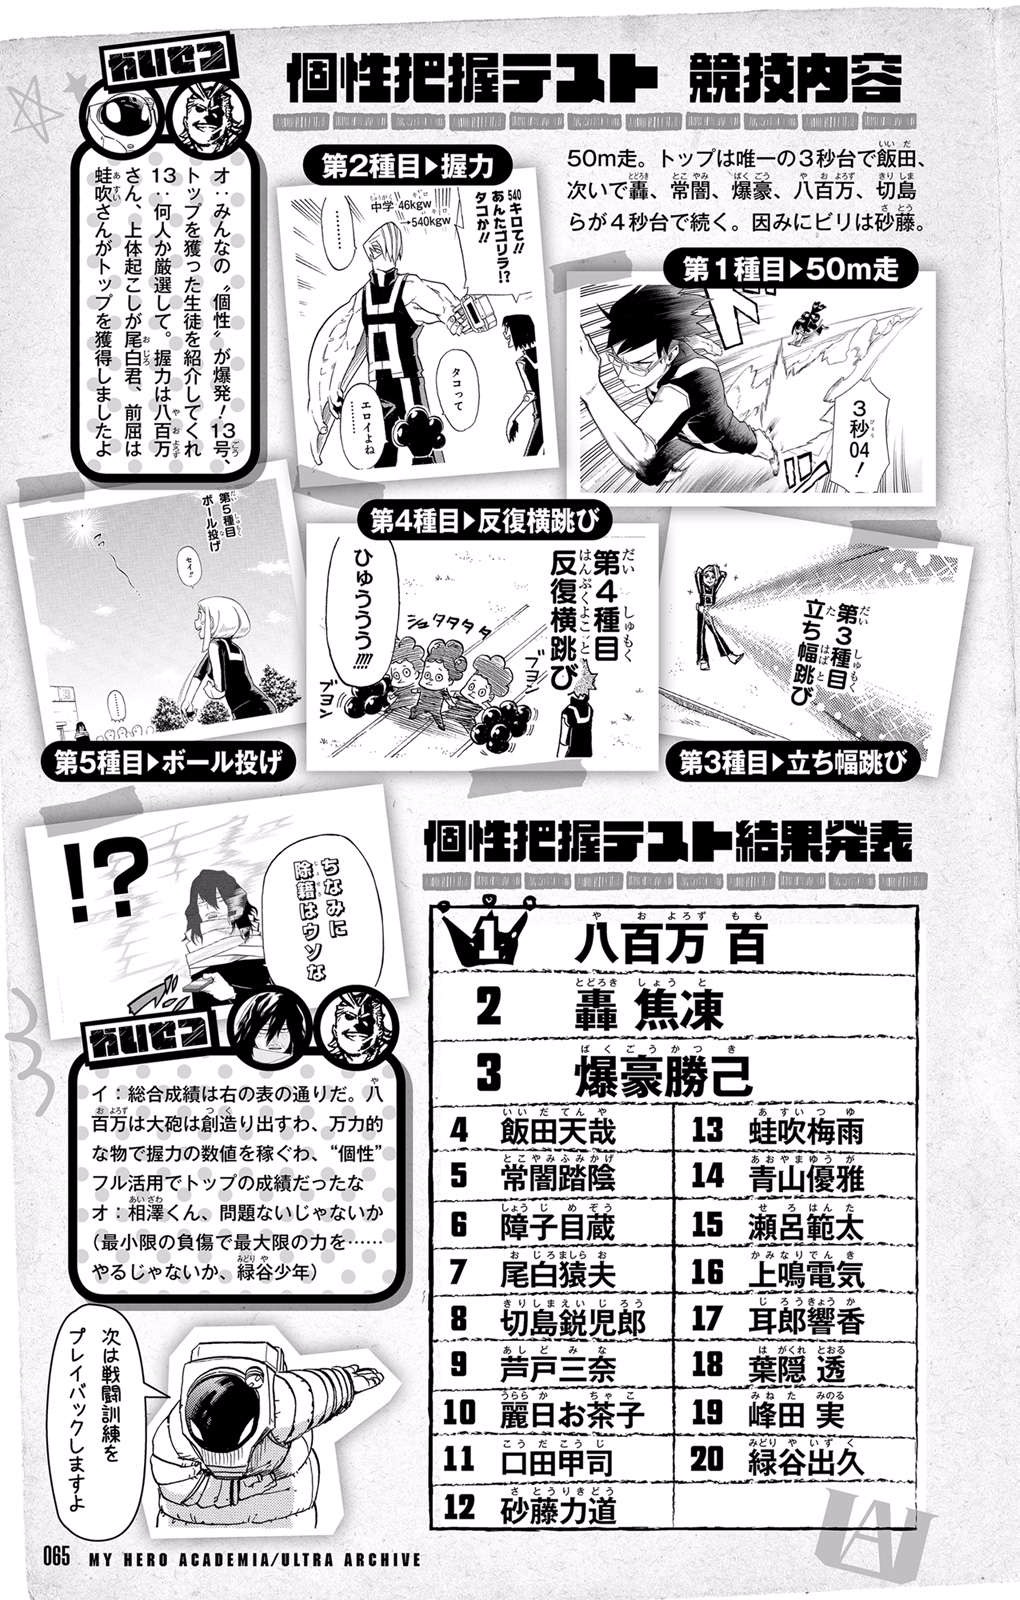 個性把握テスト 競技内容
かいせつ
オ：みんなの〝個性〟が爆発！13号、
トップを獲った生徒を紹介してくれ
13：何人か厳選して。握力は八百万
さん、上体起こしが尾白君、前屈は
蛙吹さんがトップを獲得しましたよ
50m走。トップは唯一の３秒台で飯田、
次いで轟、常闇、爆豪、八百万、切島
らが４秒台で続く。因みにビリは砂藤。
第１種目▶50m走
３秒04！
第２種目▶握力
540キロて!!
あんたゴリラ!?
タコか!!
中学 46kgw
→540kgw
……
タコって
……
エロイよね
第3種目▶立ち幅跳び
第３種目
立ち幅跳び
第4種目▶反復横跳び
第４種目
反復横跳び
ひゅううう!!!!
シュタタタタ
ブヨン
ブヨン
第5種目▶ボール投げ
第５種目
ボール投げ
セイ!!
………
!?
ちなみに
除籍はウソな
かいせつ
イ：総合成績は右の表の通りだ。八
百万は大砲は創造り出すわ、万力的
な物で握力の数値を稼ぐわ、“個性”
フル活用でトップの成績だったな
オ：相澤くん、問題ないじゃないか
（最小限の負傷で最大限の力を……
やるじゃないか、緑谷少年）
次は戦闘訓練を
プレイバックしますよ
個性把握テスト結果発表
1 八百万 百
2 轟 焦凍
3 爆豪勝己
4 飯田天哉
5 常闇踏陰
6 障子目蔵
7 尾白猿夫
8 切島鋭児郎
9 芦戸三奈
10 麗日お茶子
11 口田甲司
12 砂藤力道
13 蛙吹梅雨
14 青山優雅
15 瀬呂範太
16 上鳴電気
17 耳郎響香
18 葉隠 透
19 峰田 実
20 緑谷出久
UA
065 MY HERO ACADEMIA/ULTRA ARCHIVE